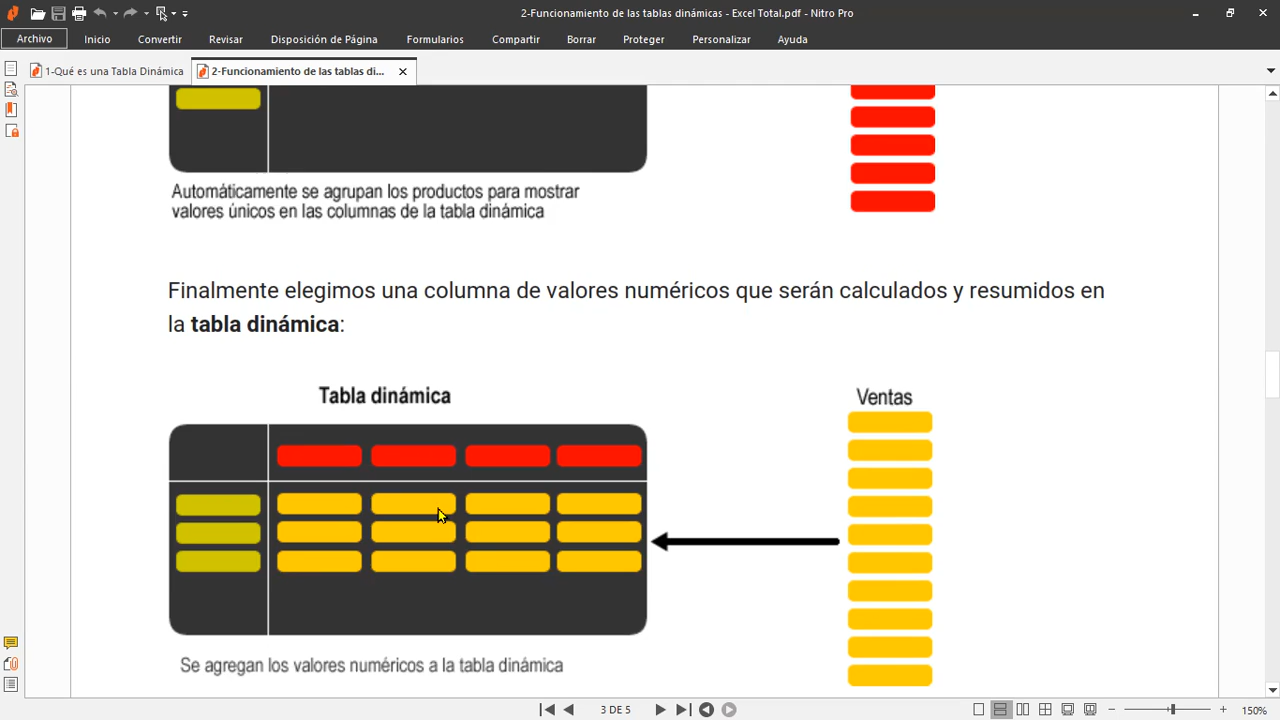 2-Funcionamiento de las tablas dinámicas - Excel Total.pdf - Nitro Pro
Archivo Inicio Convertir Revisar Disposición de Página Formularios Compartir Borrar Proteger Personalizar Ayuda
1-Qué es una Tabla Dinámica 2-Funcionamiento de las tablas di...
Automáticamente se agrupan los productos para mostrar
valores únicos en las columnas de la tabla dinámica
Finalmente elegimos una columna de valores numéricos que serán calculados y resumidos en
la tabla dinámica:
Tabla dinámica
Ventas
Se agregan los valores numéricos a la tabla dinámica
3 DE 5
150%